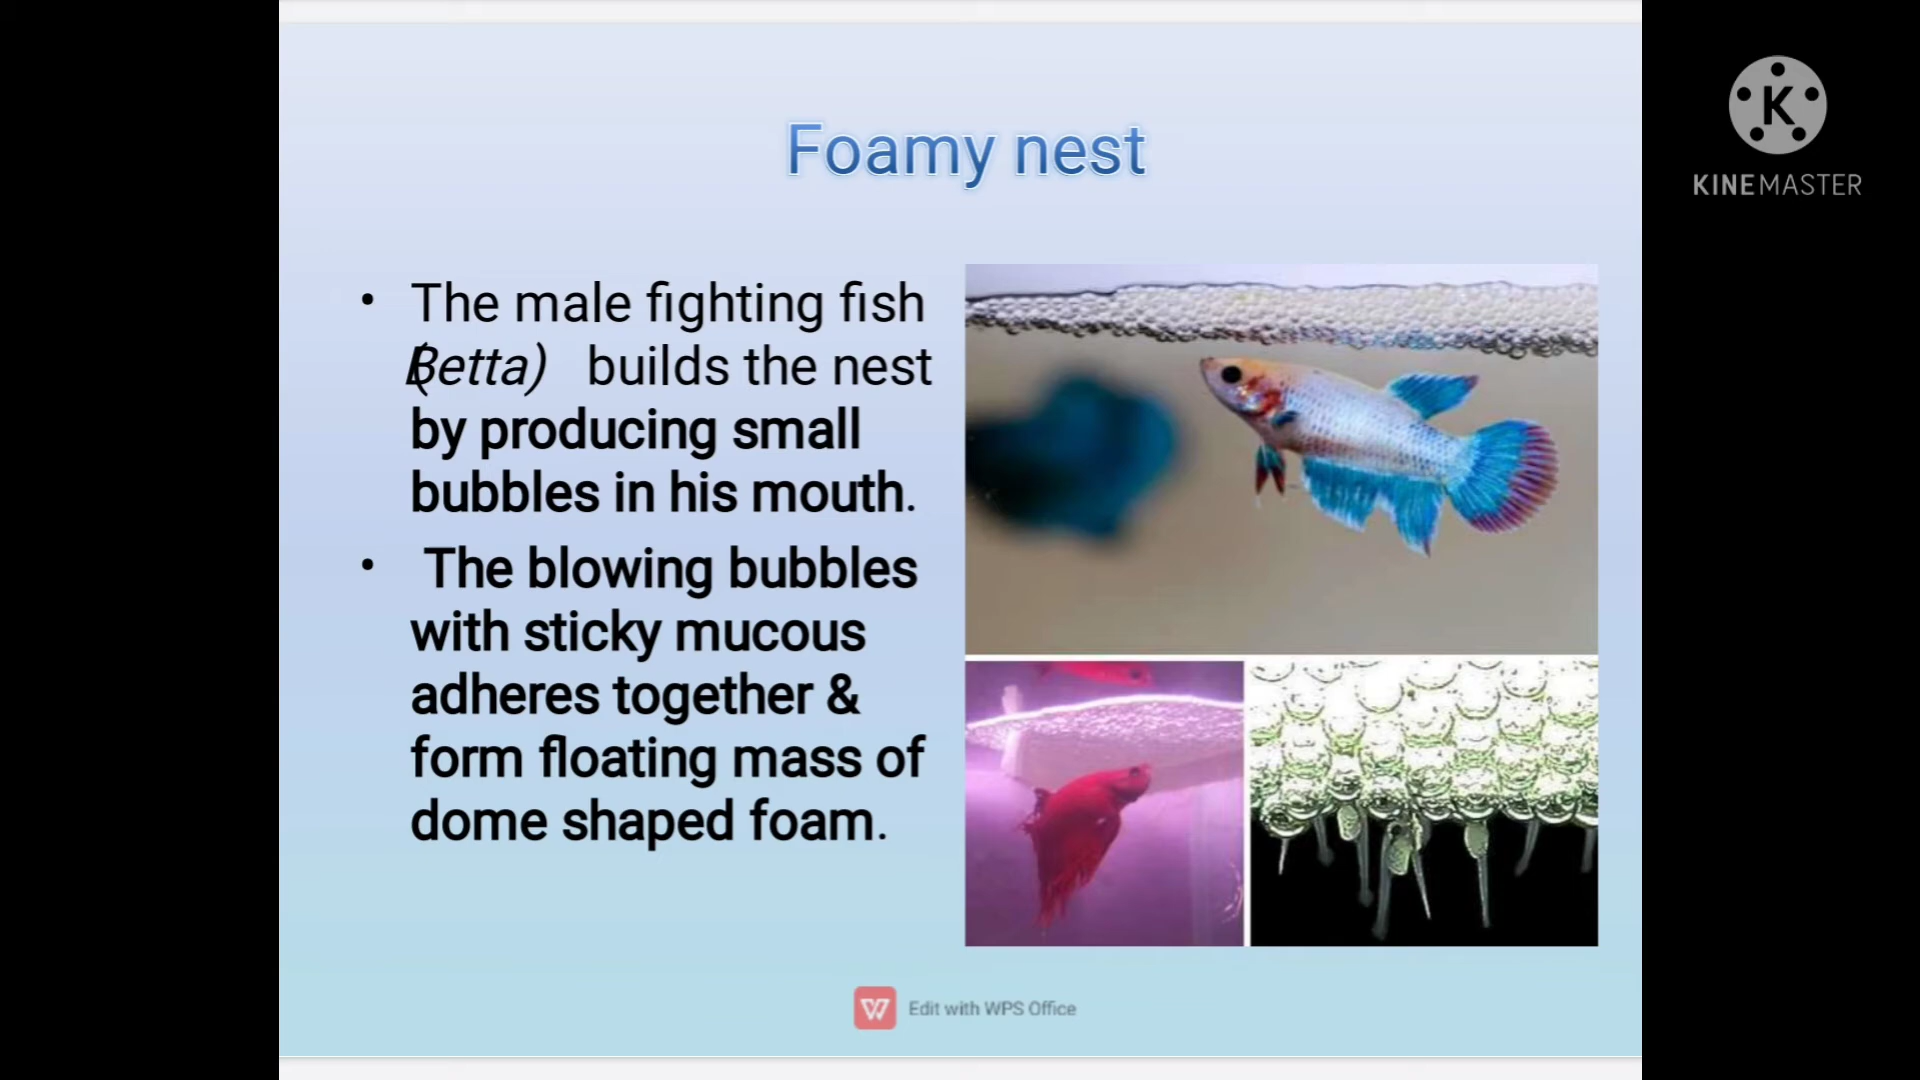 Foamy nest
K
KINEMASTER
• The male fighting fish
(Betta) builds the nest
by producing small
bubbles in his mouth.
• The blowing bubbles
with sticky mucous
adheres together &
form floating mass of
dome shaped foam.
W Edit with WPS Office